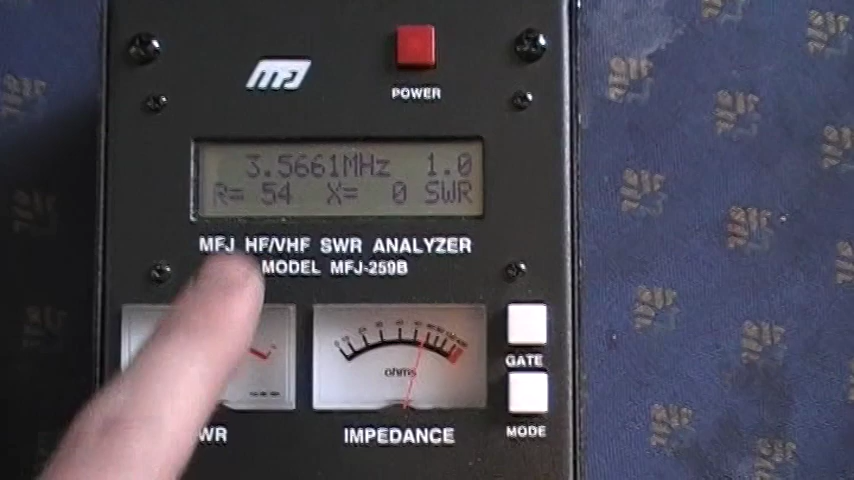 MFJ
POWER
3.5661MHz 1.0
R= 54 X= 0 SWR
MFJ HF/VHF SWR ANALYZER
MODEL MFJ-259B
ohms
GATE
WR
IMPEDANCE
MODE